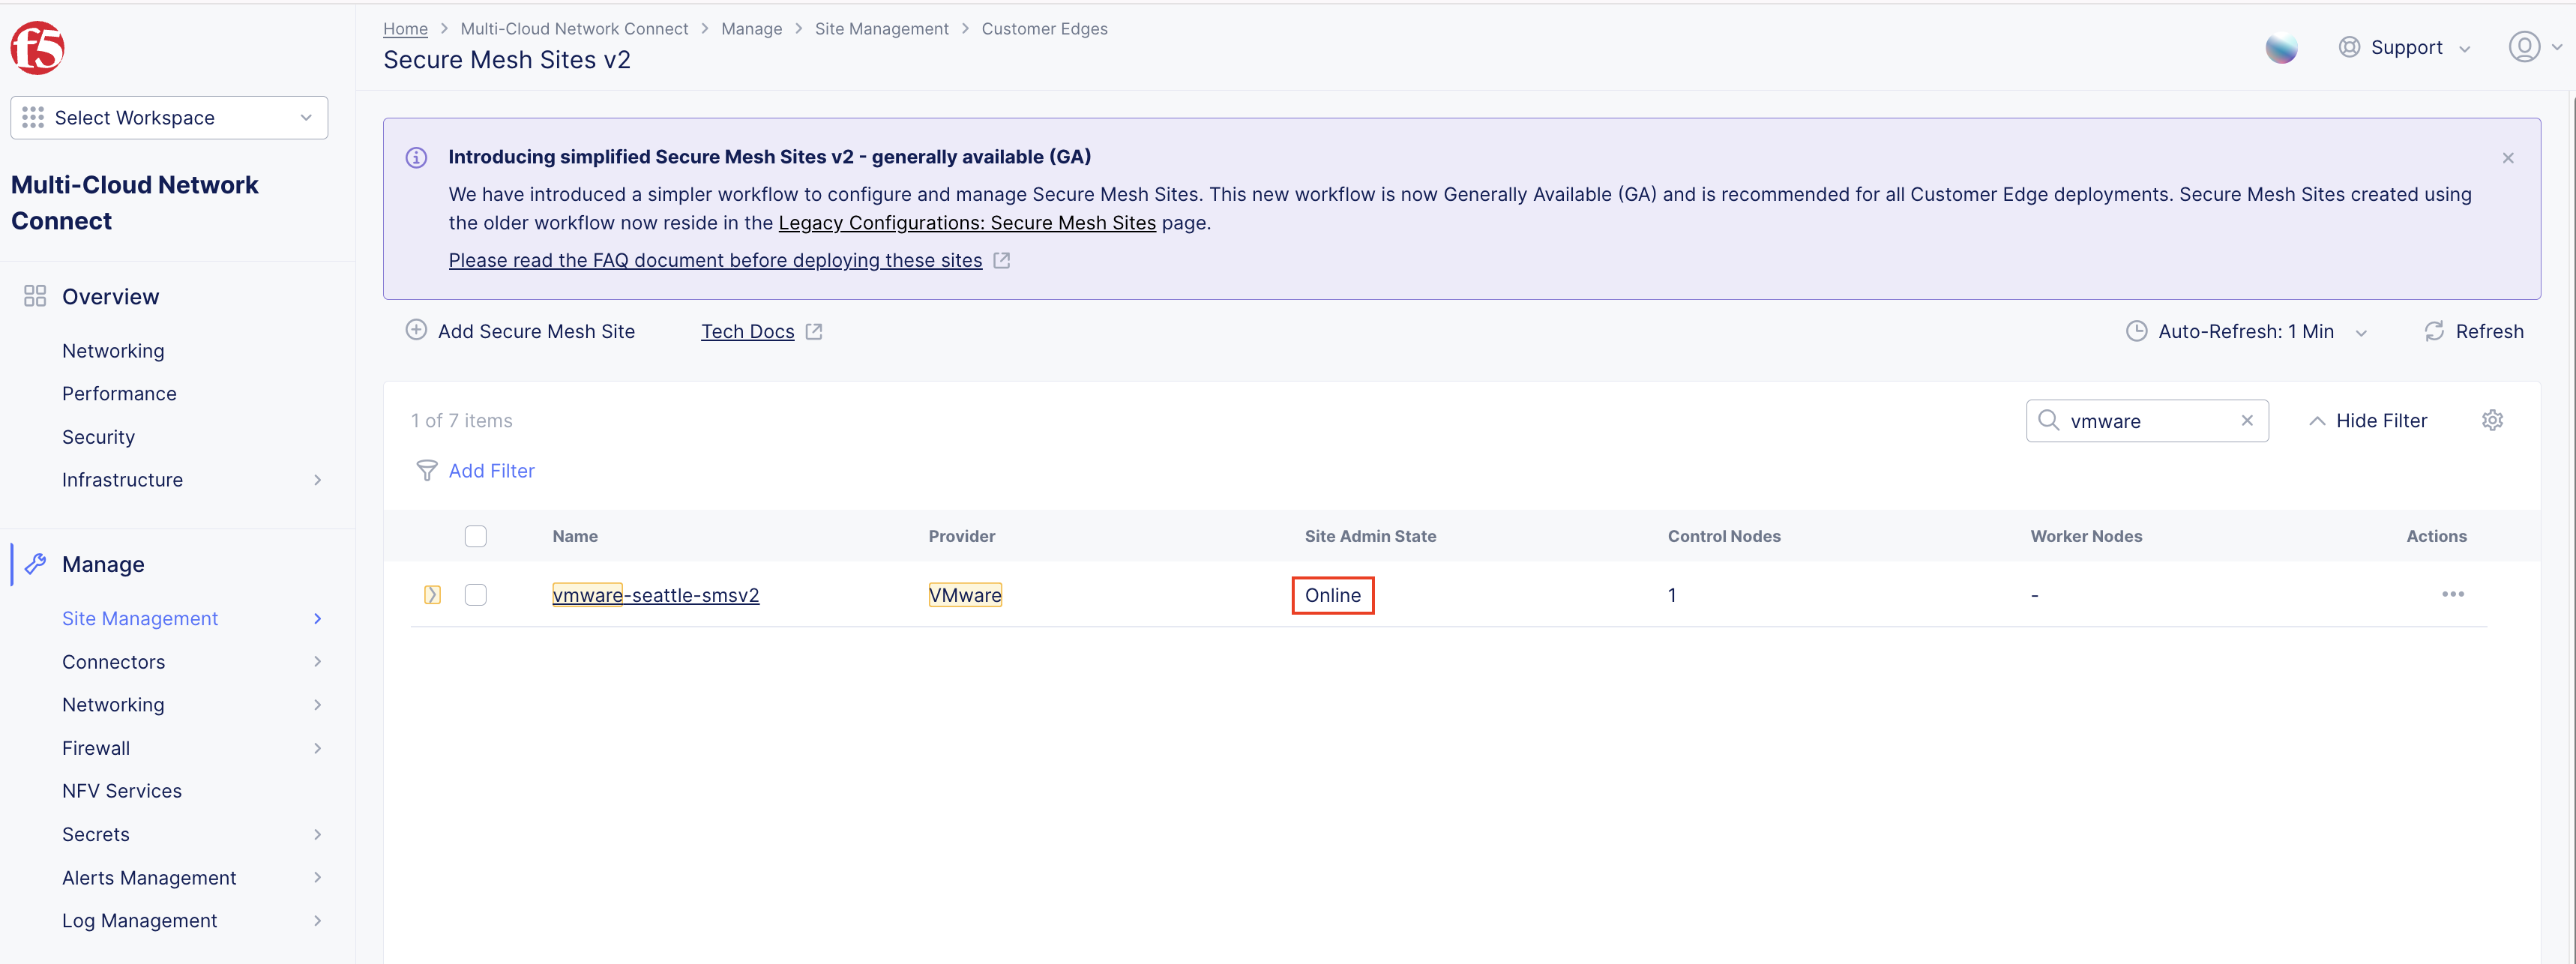 f5
Home > Multi-Cloud Network Connect > Manage > Site Management > Customer Edges
Secure Mesh Sites v2
Support
Select Workspace
Multi-Cloud Network
Connect
Overview
Networking
Performance
Security
Infrastructure
Manage
Site Management
Connectors
Networking
Firewall
NFV Services
Secrets
Alerts Management
Log Management
Introducing simplified Secure Mesh Sites v2 - generally available (GA)
We have introduced a simpler workflow to configure and manage Secure Mesh Sites. This new workflow is now Generally Available (GA) and is recommended for all Customer Edge deployments. Secure Mesh Sites created using
the older workflow now reside in the Legacy Configurations: Secure Mesh Sites page.
Please read the FAQ document before deploying these sites
Add Secure Mesh Site Tech Docs Auto-Refresh: 1 Min Refresh
1 of 7 items vmware Hide Filter
Add Filter
Name Provider Site Admin State Control Nodes Worker Nodes Actions
vmware-seattle-smsv2 VMware Online 1 -